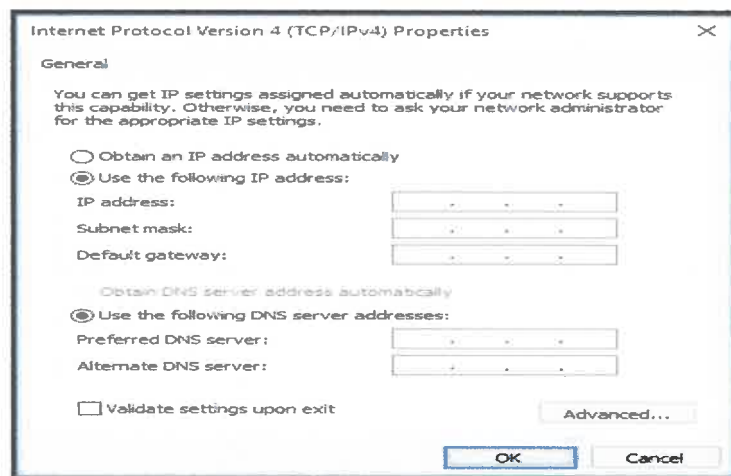 Internet Protocol Version 4 (TCP/IPv4) Properties
General
You can get IP settings assigned automatically if your network supports
this capability. Otherwise, you need to ask your network administrator
for the appropriate IP settings.
Obtain an IP address automatically
Use the following IP address:
IP address:
Subnet mask:
Default gateway:
Obtain DNS server address automatically
Use the following DNS server addresses:
Preferred DNS server:
Alternate DNS server:
Validate settings upon exit
Advanced...
OK Cancel